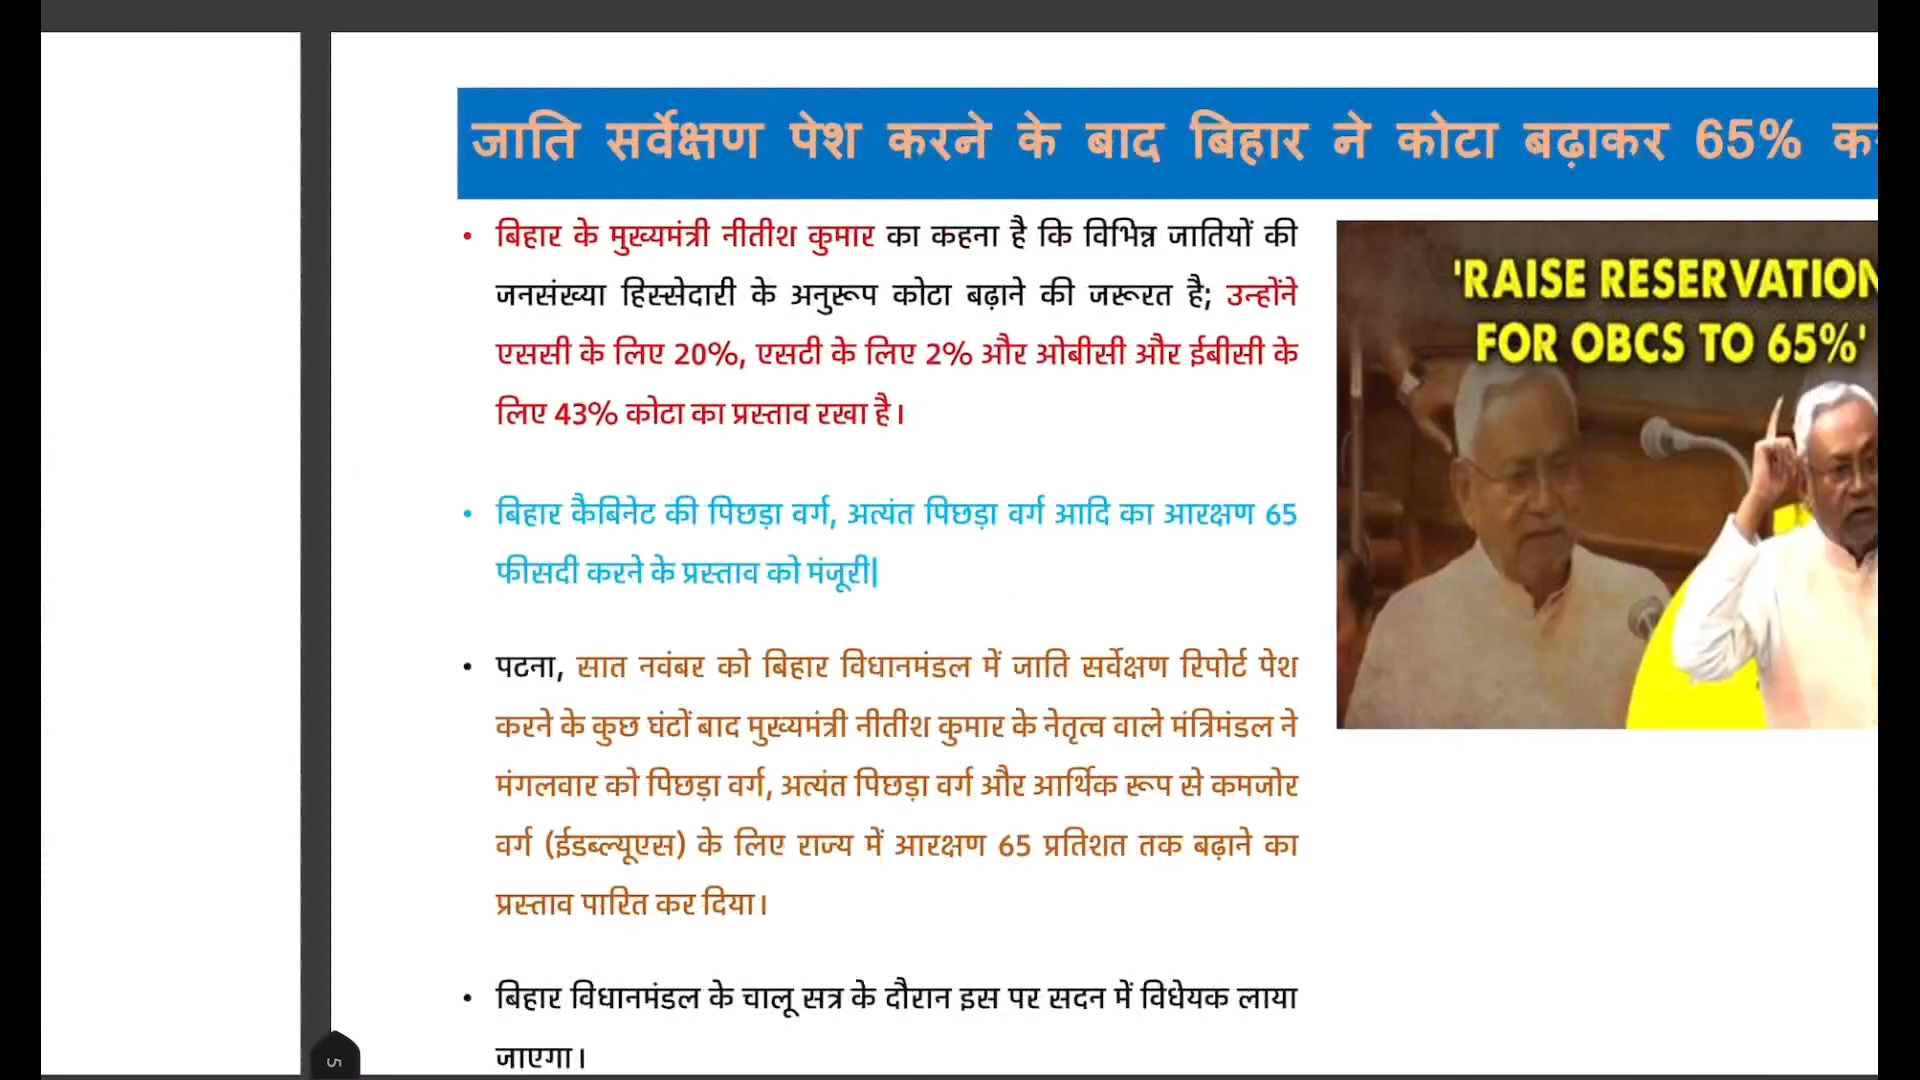 जाति सर्वेक्षण पेश करने के बाद बिहार ने कोटा बढ़ाकर 65%
• बिहार के मुख्यमंत्री नीतीश कुमार का कहना है कि विभिन्न जातियों की
जनसंख्या हिस्सेदारी के अनुरूप कोटा बढ़ाने की जरूरत है; उन्होंने
एससी के लिए 20%, एसटी के लिए 2% और ओबीसी और ईबीसी के
लिए 43% कोटा का प्रस्ताव रखा है।
• बिहार कैबिनेट की पिछड़ा वर्ग, अत्यंत पिछड़ा वर्ग आदि का आरक्षण 65
फीसदी करने के प्रस्ताव को मंजूरी|
• पटना, सात नवंबर को बिहार विधानमंडल में जाति सर्वेक्षण रिपोर्ट पेश
करने के कुछ घंटों बाद मुख्यमंत्री नीतीश कुमार के नेतृत्व वाले मंत्रिमंडल ने
मंगलवार को पिछड़ा वर्ग, अत्यंत पिछड़ा वर्ग और आर्थिक रूप से कमजोर
वर्ग (ईडब्ल्यूएस) के लिए राज्य में आरक्षण 65 प्रतिशत तक बढ़ाने का
प्रस्ताव पारित कर दिया।
• बिहार विधानमंडल के चालू सत्र के दौरान इस पर सदन में विधेयक लाया
जाएगा।
'RAISE RESERVATION
FOR OBCS TO 65%'
5